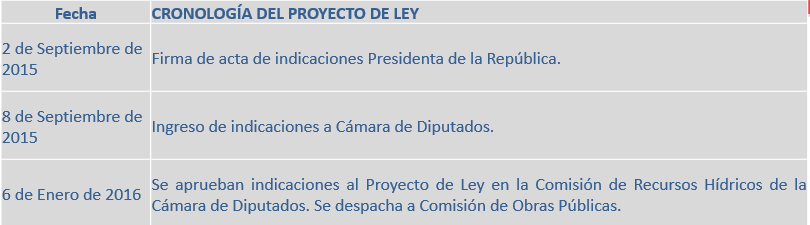 Fecha CRONOLOGÍA DEL PROYECTO DE LEY
2 de Septiembre de
2015
Firma de acta de indicaciones Presidenta de la República.
8 de Septiembre de
2015
Ingreso de indicaciones a Cámara de Diputados.
6 de Enero de 2016
Se aprueban indicaciones al Proyecto de Ley en la Comisión de Recursos Hídricos de la
Cámara de Diputados. Se despacha a Comisión de Obras Públicas.